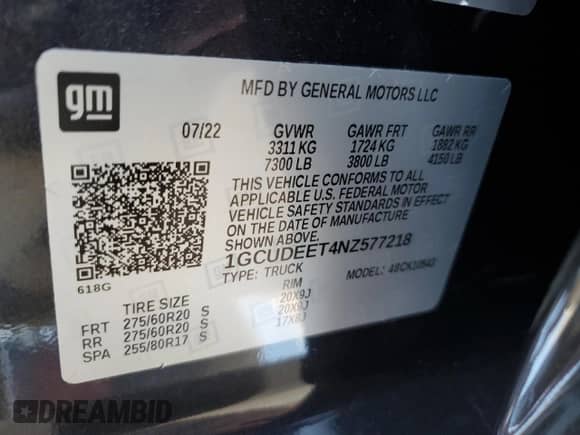 gm
MFD BY GENERAL MOTORS LLC
07/22 GVWR GAWR FRT GAWR RR
3311 KG 1724 KG 1882 KG
7300 LB 3800 LB 4150 LB
THIS VEHICLE CONFORMS TO ALL
APPLICABLE U.S. FEDERAL MOTOR
VEHICLE SAFETY STANDARDS IN EFFECT
ON THE DATE OF MANUFACTURE
1GCUDEET4NZ577218
TYPE: TRUCK MODEL:
618G
TIRE SIZE RIM
FRT 275/60R20 S 20X9J
RR 275/60R20 S 20X9J
SPA 255/80R17 S 17X8J
DREAMBID